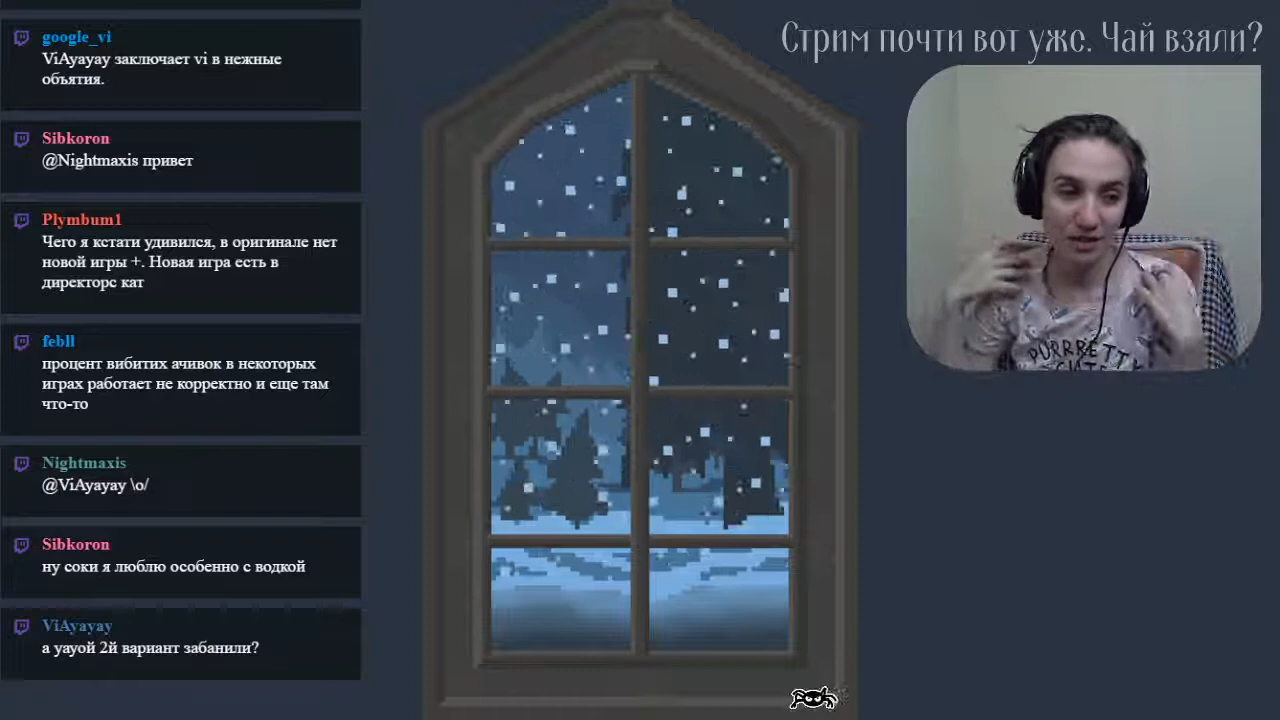 google_vi
ViAyayay заключает vi в нежные
объятия.
Sibkoron
@Nightmaxis привет
Plymbum1
Чего я кстати удивился, в оригинале нет
новой игры +. Новая игра есть в
директорс кат
febll
процент вибитих ачивок в некоторых
играх работает не корректно и еще там
что-то
Nightmaxis
@ViAyayay \o/
Sibkoron
ну соки я люблю особенно с водкой
ViAyayay
а уауой 2й вариант забанили?
Стрим почти вот уже. Чай взяли?
PURRRETTY